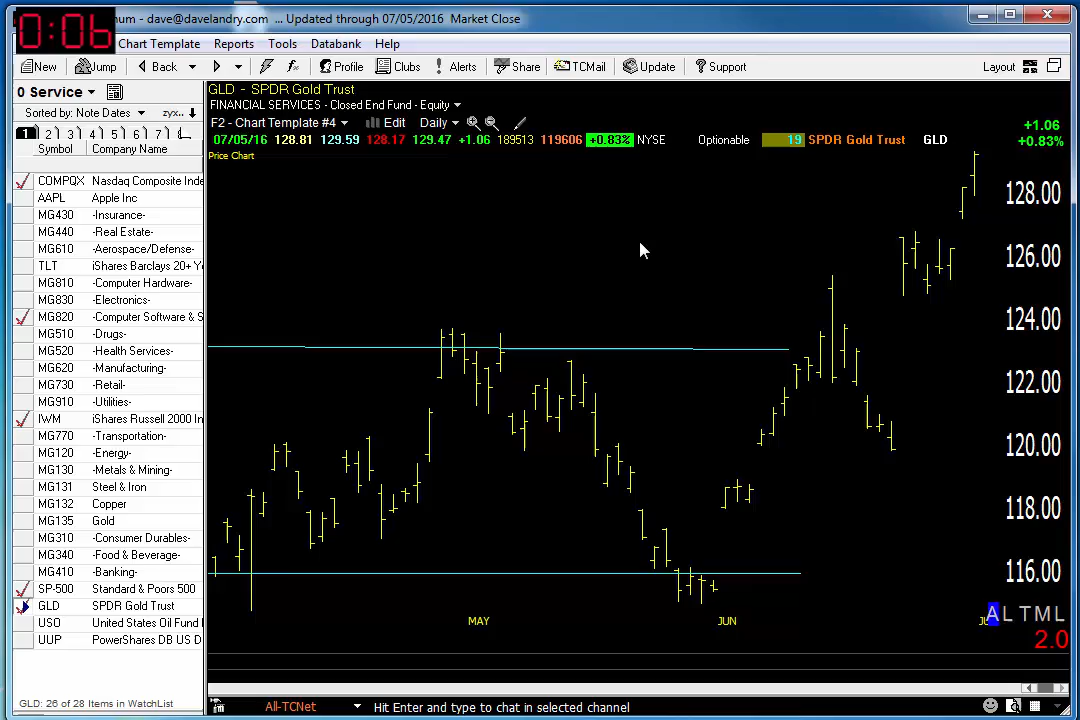 num - dave@davelandry.com ... Updated through 07/05/2016 Market Close
0:06
Chart Template Reports Tools Databank Help
New Jump Back Profile Clubs Alerts Share TCMail Update Support Layout
0 Service
Sorted by: Note Dates zyx..
1 2 3 4 5 6 7
Symbol Company Name
COMPQX Nasdaq Composite Inde
AAPL Apple Inc
MG430 -Insurance-
MG440 -Real Estate-
MG610 -Aerospace/Defense-
TLT iShares Barclays 20+ Y
MG810 -Computer Hardware-
MG830 -Electronics-
MG820 -Computer Software & S
MG510 -Drugs-
MG520 -Health Services-
MG620 -Manufacturing-
MG730 -Retail-
MG910 -Utilities-
IWM iShares Russell 2000 In
MG770 -Transportation-
MG120 -Energy-
MG130 -Metals & Mining-
MG131 Steel & Iron
MG132 Copper
MG135 Gold
MG310 -Consumer Durables-
MG340 -Food & Beverage-
MG410 -Banking-
SP-500 Standard & Poors 500
GLD SPDR Gold Trust
USO United States Oil Fund
UUP PowerShares DB US D
GLD: 26 of 28 Items in WatchList
GLD - SPDR Gold Trust
FINANCIAL SERVICES - Closed End Fund - Equity
F2 - Chart Template #4 Edit Daily
07/05/16 128.81 129.59 128.17 129.47 +1.06 189513 119606 +0.83% NYSE Optionable 19 SPDR Gold Trust GLD
+1.06
+0.83%
Price Chart
128.00
126.00
124.00
122.00
120.00
118.00
116.00
MAY JUN
A L T M L
2.0
All-TCNet Hit Enter and type to chat in selected channel